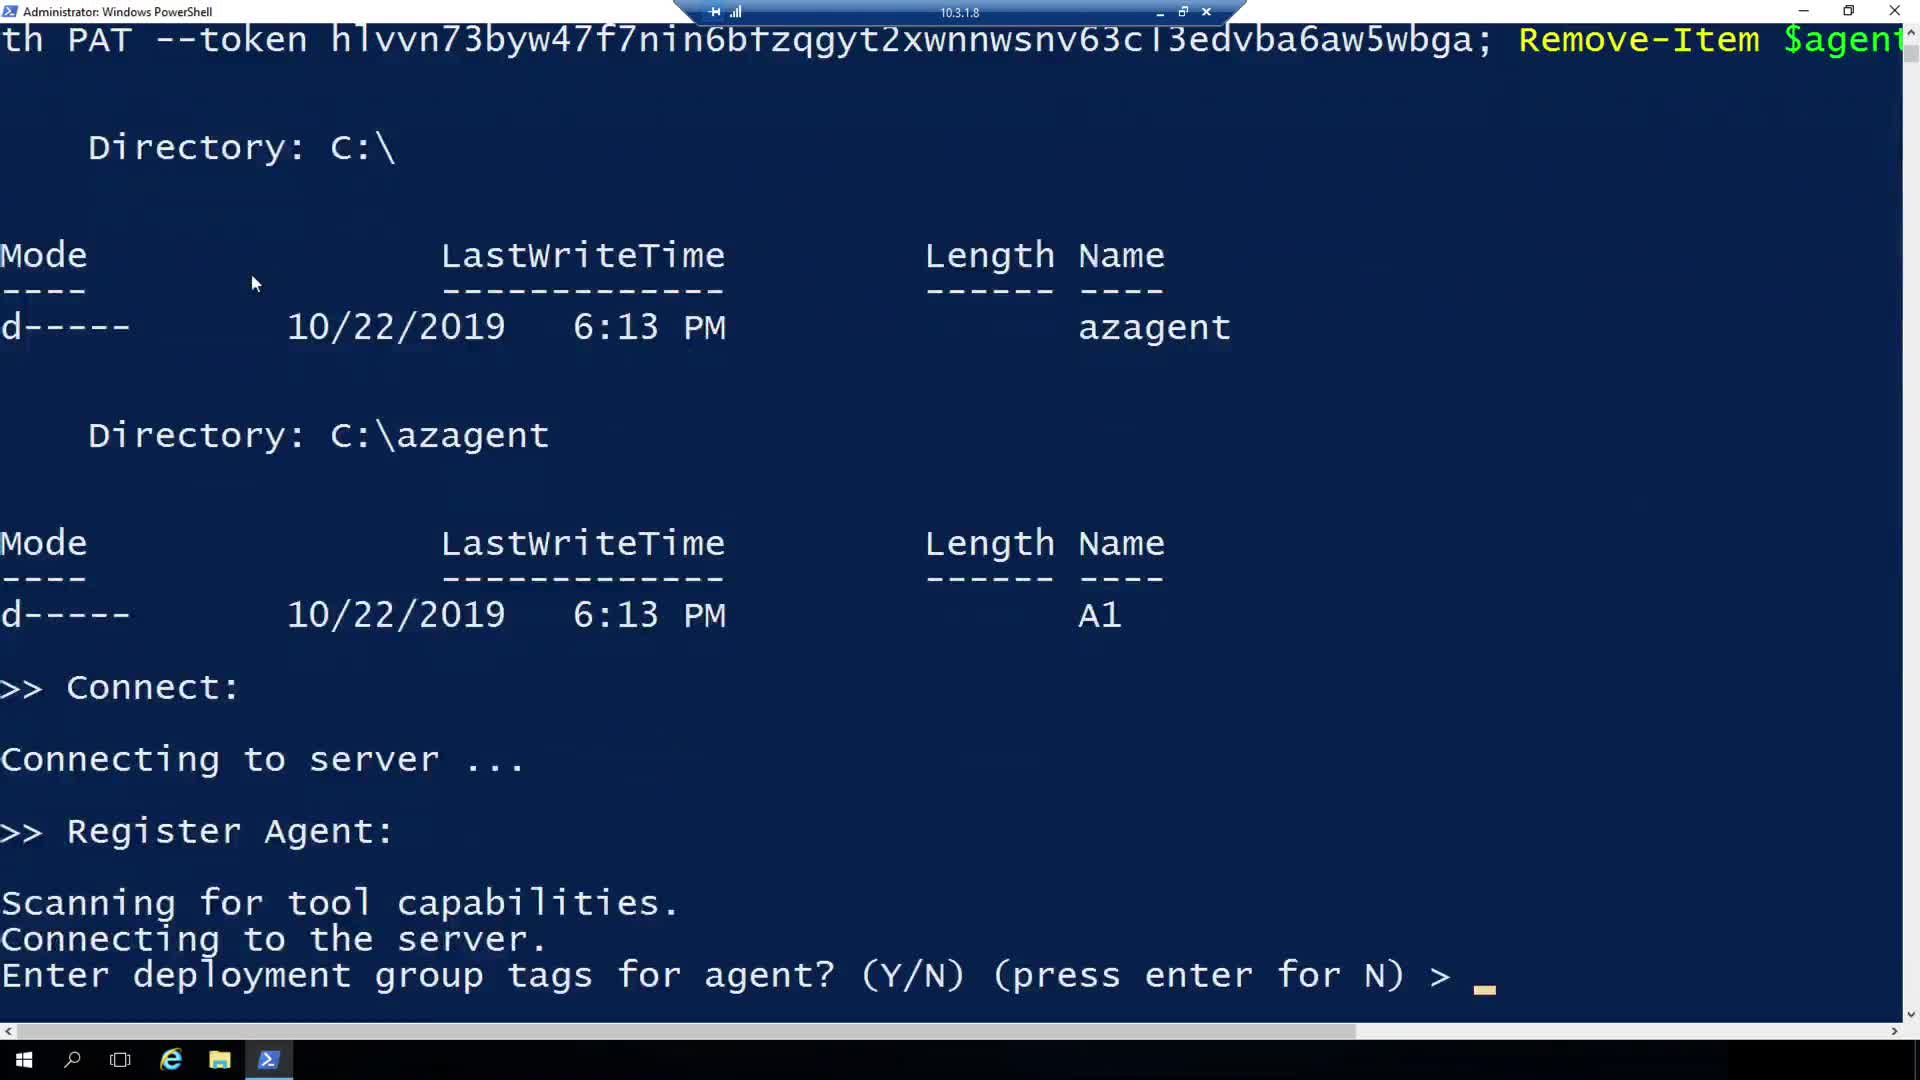 Administrator: Windows PowerShell
10.3.1.8
th PAT --token hlvvn73byw47f7nin6bfzqgyt2xwnnwsnv63cl3edvba6aw5wbga; Remove-Item $agent
Directory: C:\
Mode LastWriteTime Length Name
---- ------------- ------ ----
d----- 10/22/2019 6:13 PM azagent
Directory: C:\azagent
Mode LastWriteTime Length Name
---- ------------- ------ ----
d----- 10/22/2019 6:13 PM A1
>> Connect:
Connecting to server ...
>> Register Agent:
Scanning for tool capabilities.
Connecting to the server.
Enter deployment group tags for agent? (Y/N) (press enter for N) > _